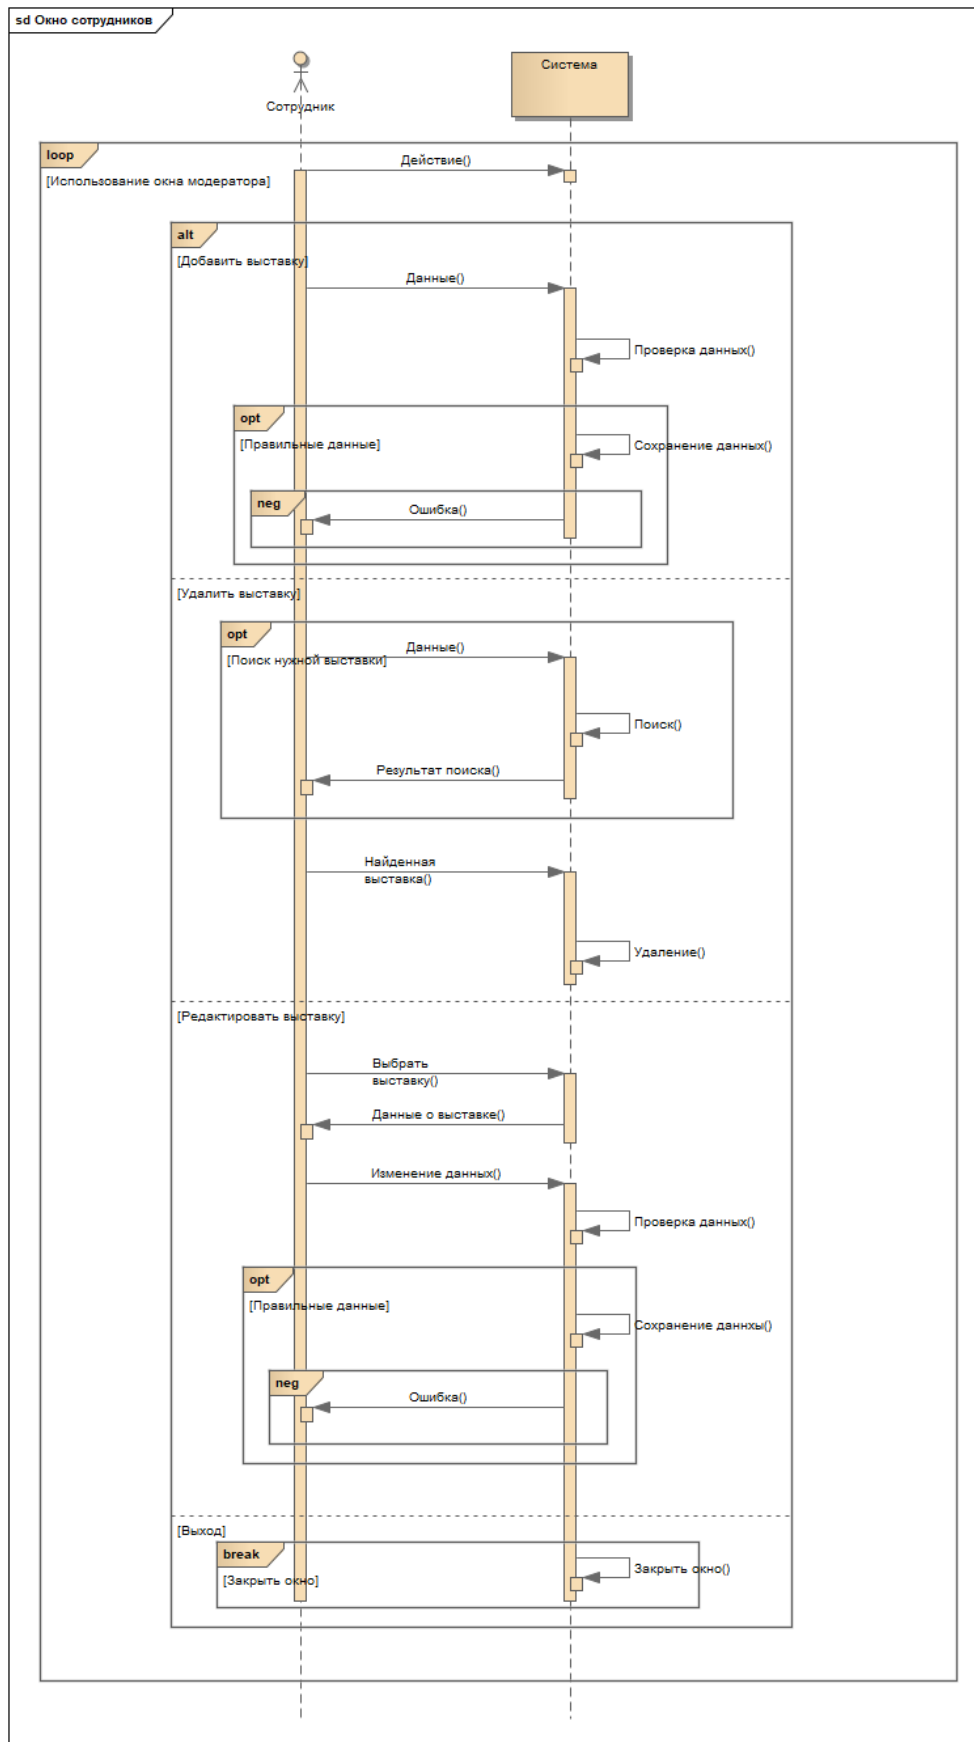 sd Окно сотрудников
Система
Сотрудник
loop
Действие()
[Использование окна модератора]
alt
[Добавить выставку]
Данные()
Проверка данных()
opt
[Правильные данные]
Сохранение данных()
neg
Ошибка()
[Удалить выставку]
opt
Данные()
[Поиск нужной выставки]
Поиск()
Результат поиска()
Найденная
выставка()
Удаление()
[Редактировать выставку]
Выбрать
выставку()
Данные о выставке()
Изменение данных()
Проверка данных()
opt
[Правильные данные]
Сохранение даннхы()
neg
Ошибка()
[Выход]
break
Закрыть окно()
[Закрыть окно]